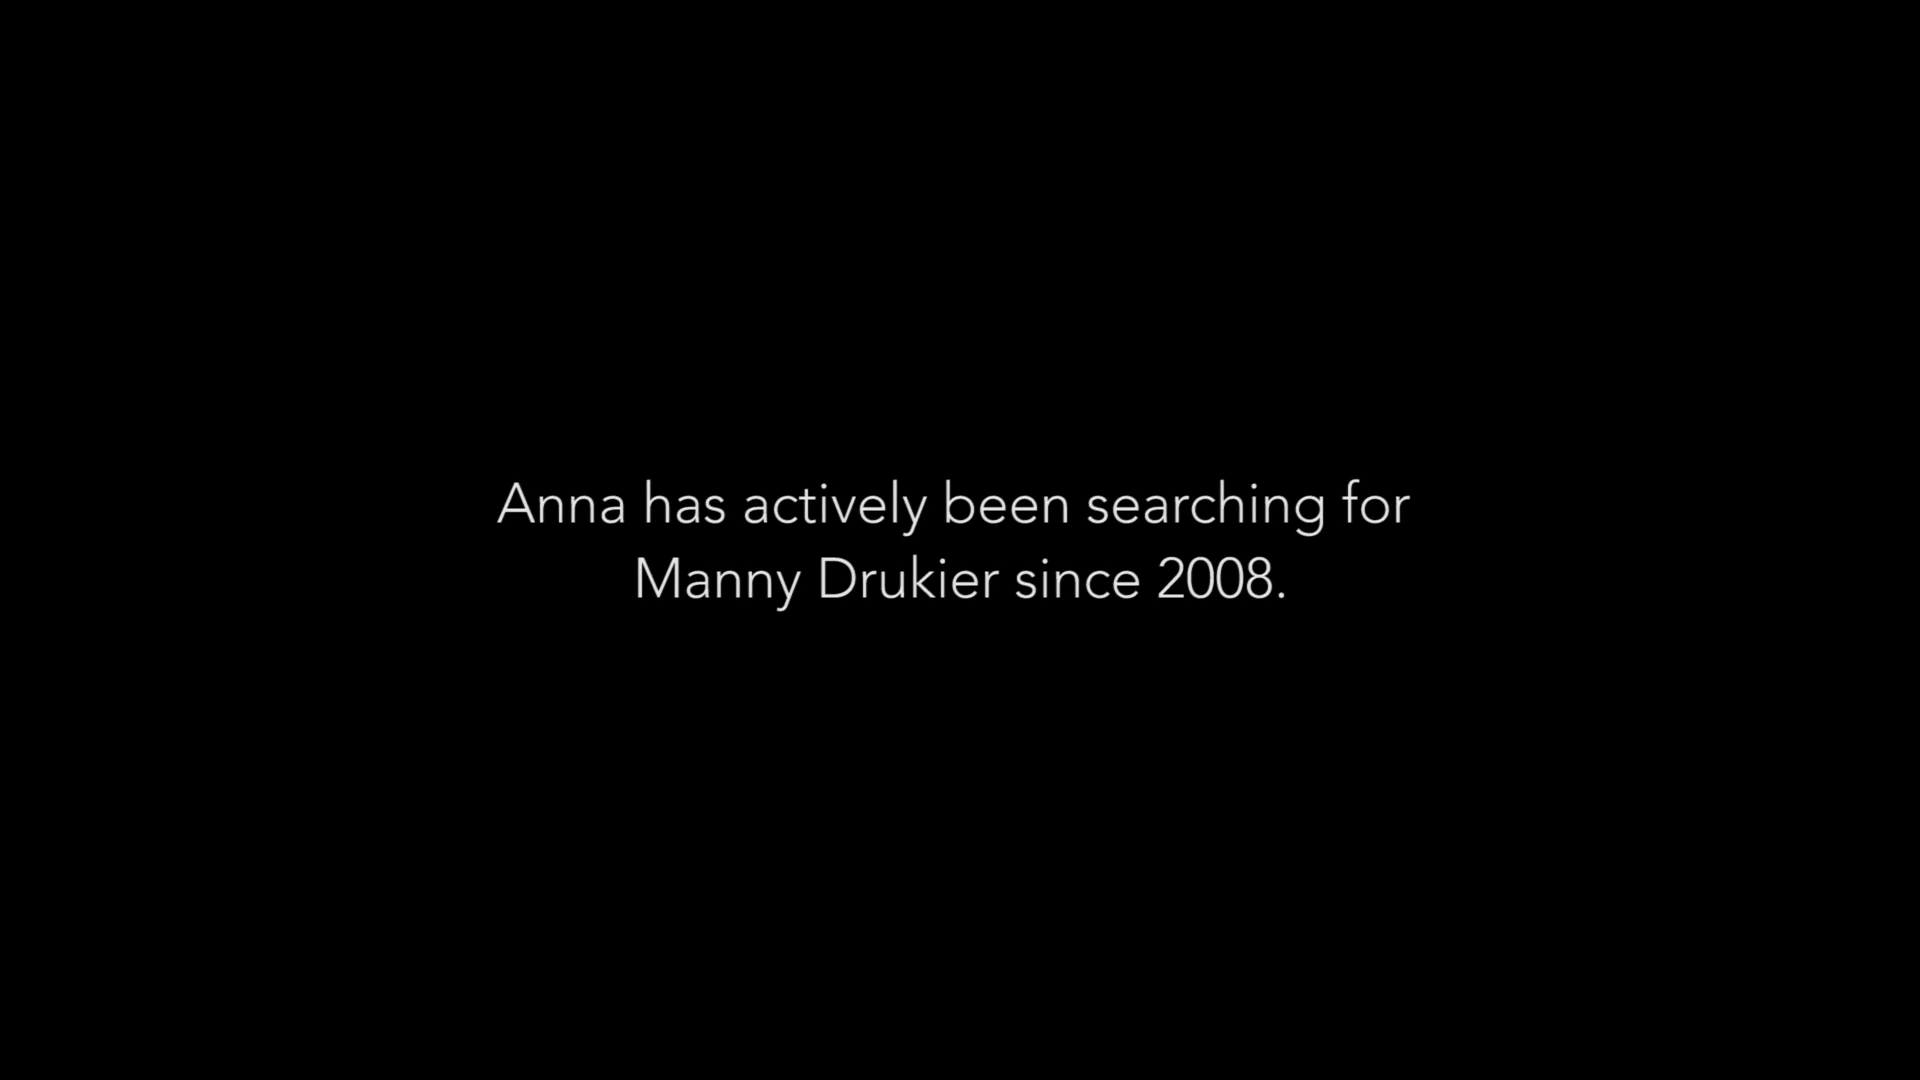 Anna has actively been searching for
Manny Drukier since 2008.